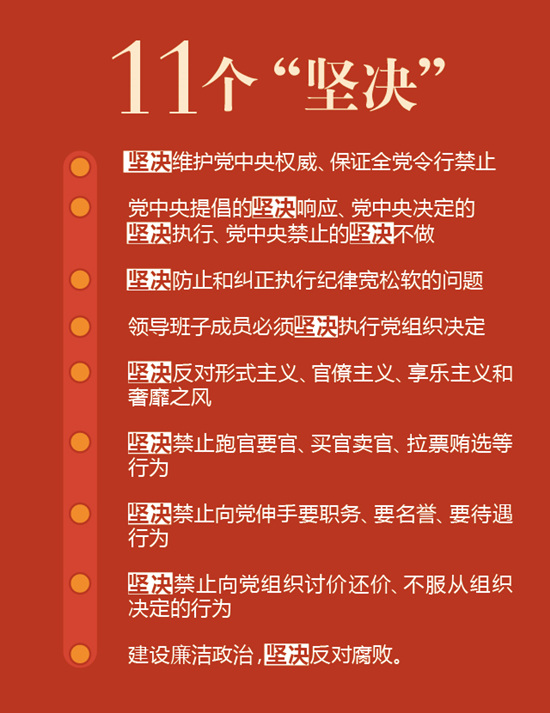 11个“坚决”
坚决维护党中央权威、保证全党令行禁止
党中央提倡的坚决响应、党中央决定的
坚决执行、党中央禁止的坚决不做
坚决防止和纠正执行纪律宽松软的问题
领导班子成员必须坚决执行党组织决定
坚决反对形式主义、官僚主义、享乐主义和
奢靡之风
坚决禁止跑官要官、买官卖官、拉票贿选等
行为
坚决禁止向党伸手要职务、要名誉、要待遇
行为
坚决禁止向党组织讨价还价、不服从组织
决定的行为
建设廉洁政治,坚决反对腐败。